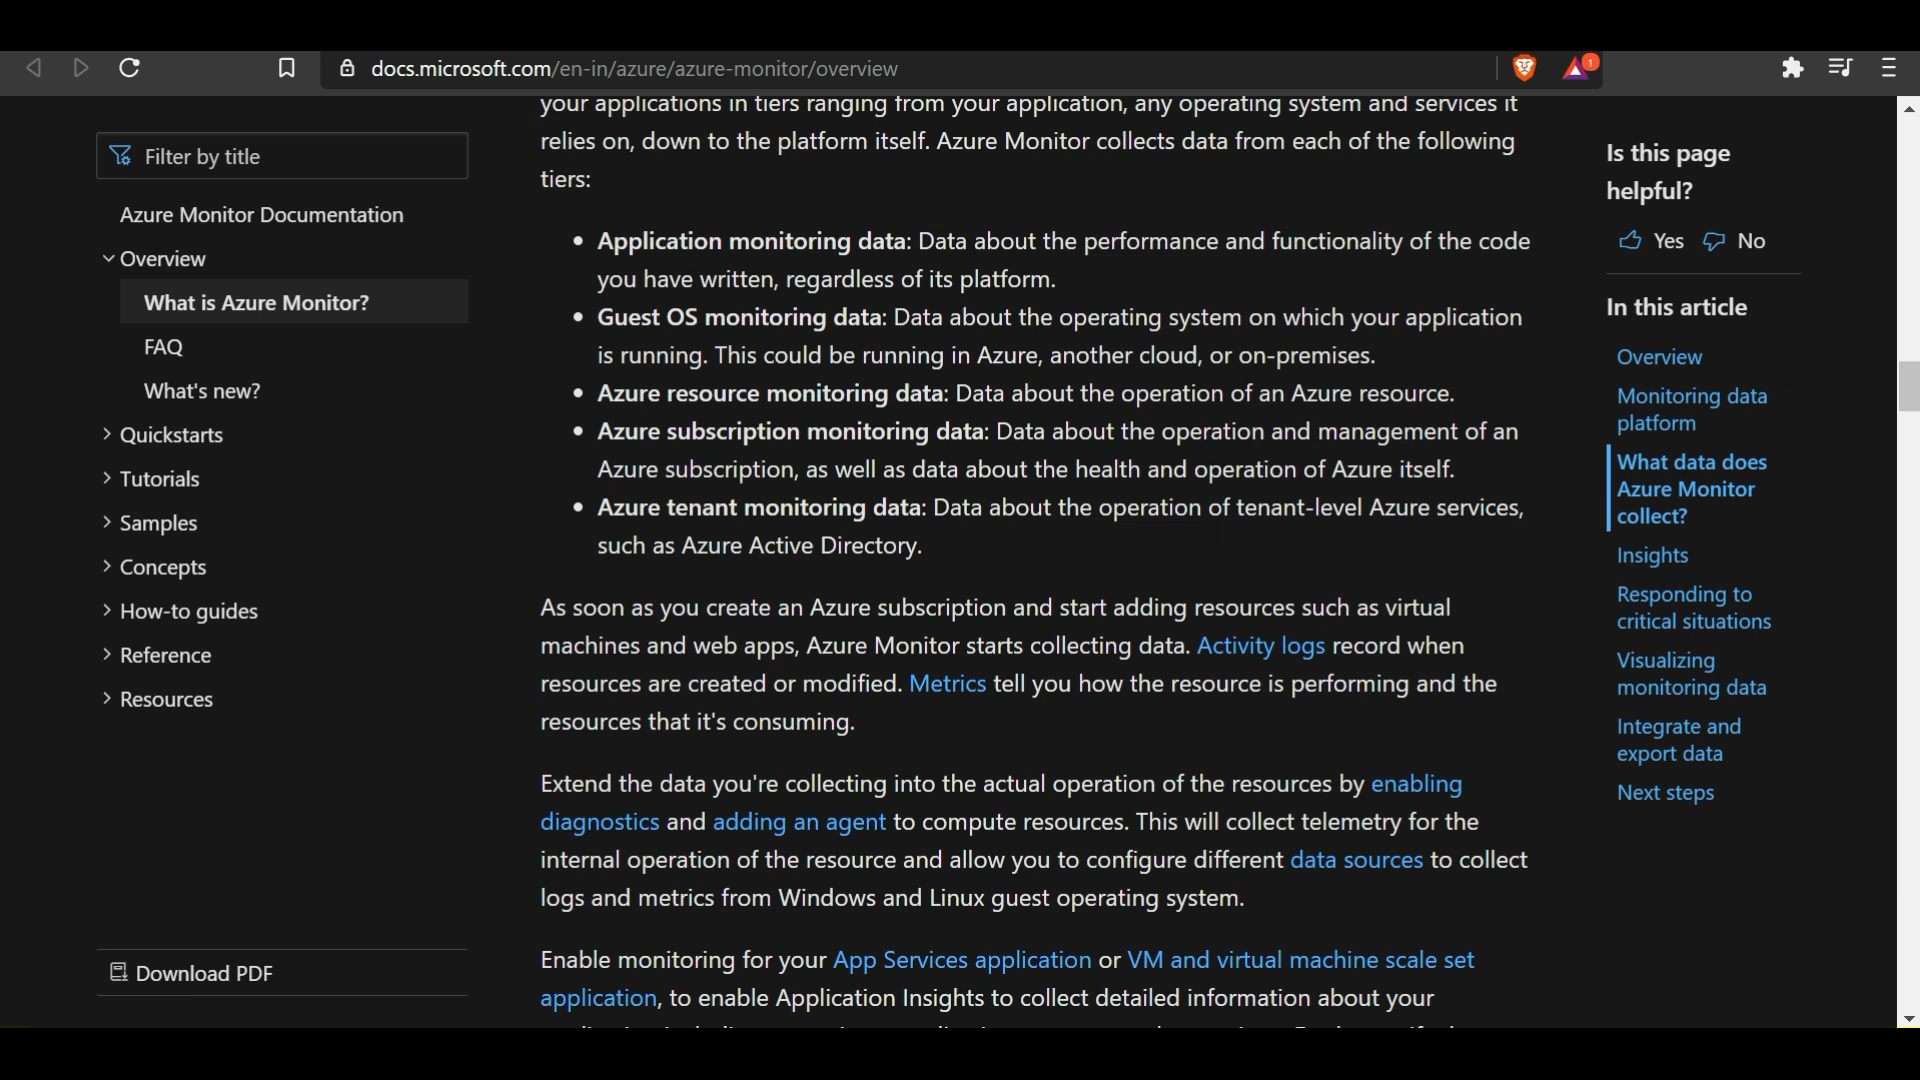 docs.microsoft.com/en-in/azure/azure-monitor/overview
1
Filter by title
Azure Monitor Documentation
Overview
What is Azure Monitor?
FAQ
What's new?
Quickstarts
Tutorials
Samples
Concepts
How-to guides
Reference
Resources
Download PDF
your applications in tiers ranging from your application, any operating system and services it
relies on, down to the platform itself. Azure Monitor collects data from each of the following
tiers:
• Application monitoring data: Data about the performance and functionality of the code
you have written, regardless of its platform.
• Guest OS monitoring data: Data about the operating system on which your application
is running. This could be running in Azure, another cloud, or on-premises.
• Azure resource monitoring data: Data about the operation of an Azure resource.
• Azure subscription monitoring data: Data about the operation and management of an
Azure subscription, as well as data about the health and operation of Azure itself.
• Azure tenant monitoring data: Data about the operation of tenant-level Azure services,
such as Azure Active Directory.
As soon as you create an Azure subscription and start adding resources such as virtual
machines and web apps, Azure Monitor starts collecting data. Activity logs record when
resources are created or modified. Metrics tell you how the resource is performing and the
resources that it's consuming.
Extend the data you're collecting into the actual operation of the resources by enabling
diagnostics and adding an agent to compute resources. This will collect telemetry for the
internal operation of the resource and allow you to configure different data sources to collect
logs and metrics from Windows and Linux guest operating system.
Enable monitoring for your App Services application or VM and virtual machine scale set
application, to enable Application Insights to collect detailed information about your
Is this page
helpful?
Yes No
In this article
Overview
Monitoring data
platform
What data does
Azure Monitor
collect?
Insights
Responding to
critical situations
Visualizing
monitoring data
Integrate and
export data
Next steps